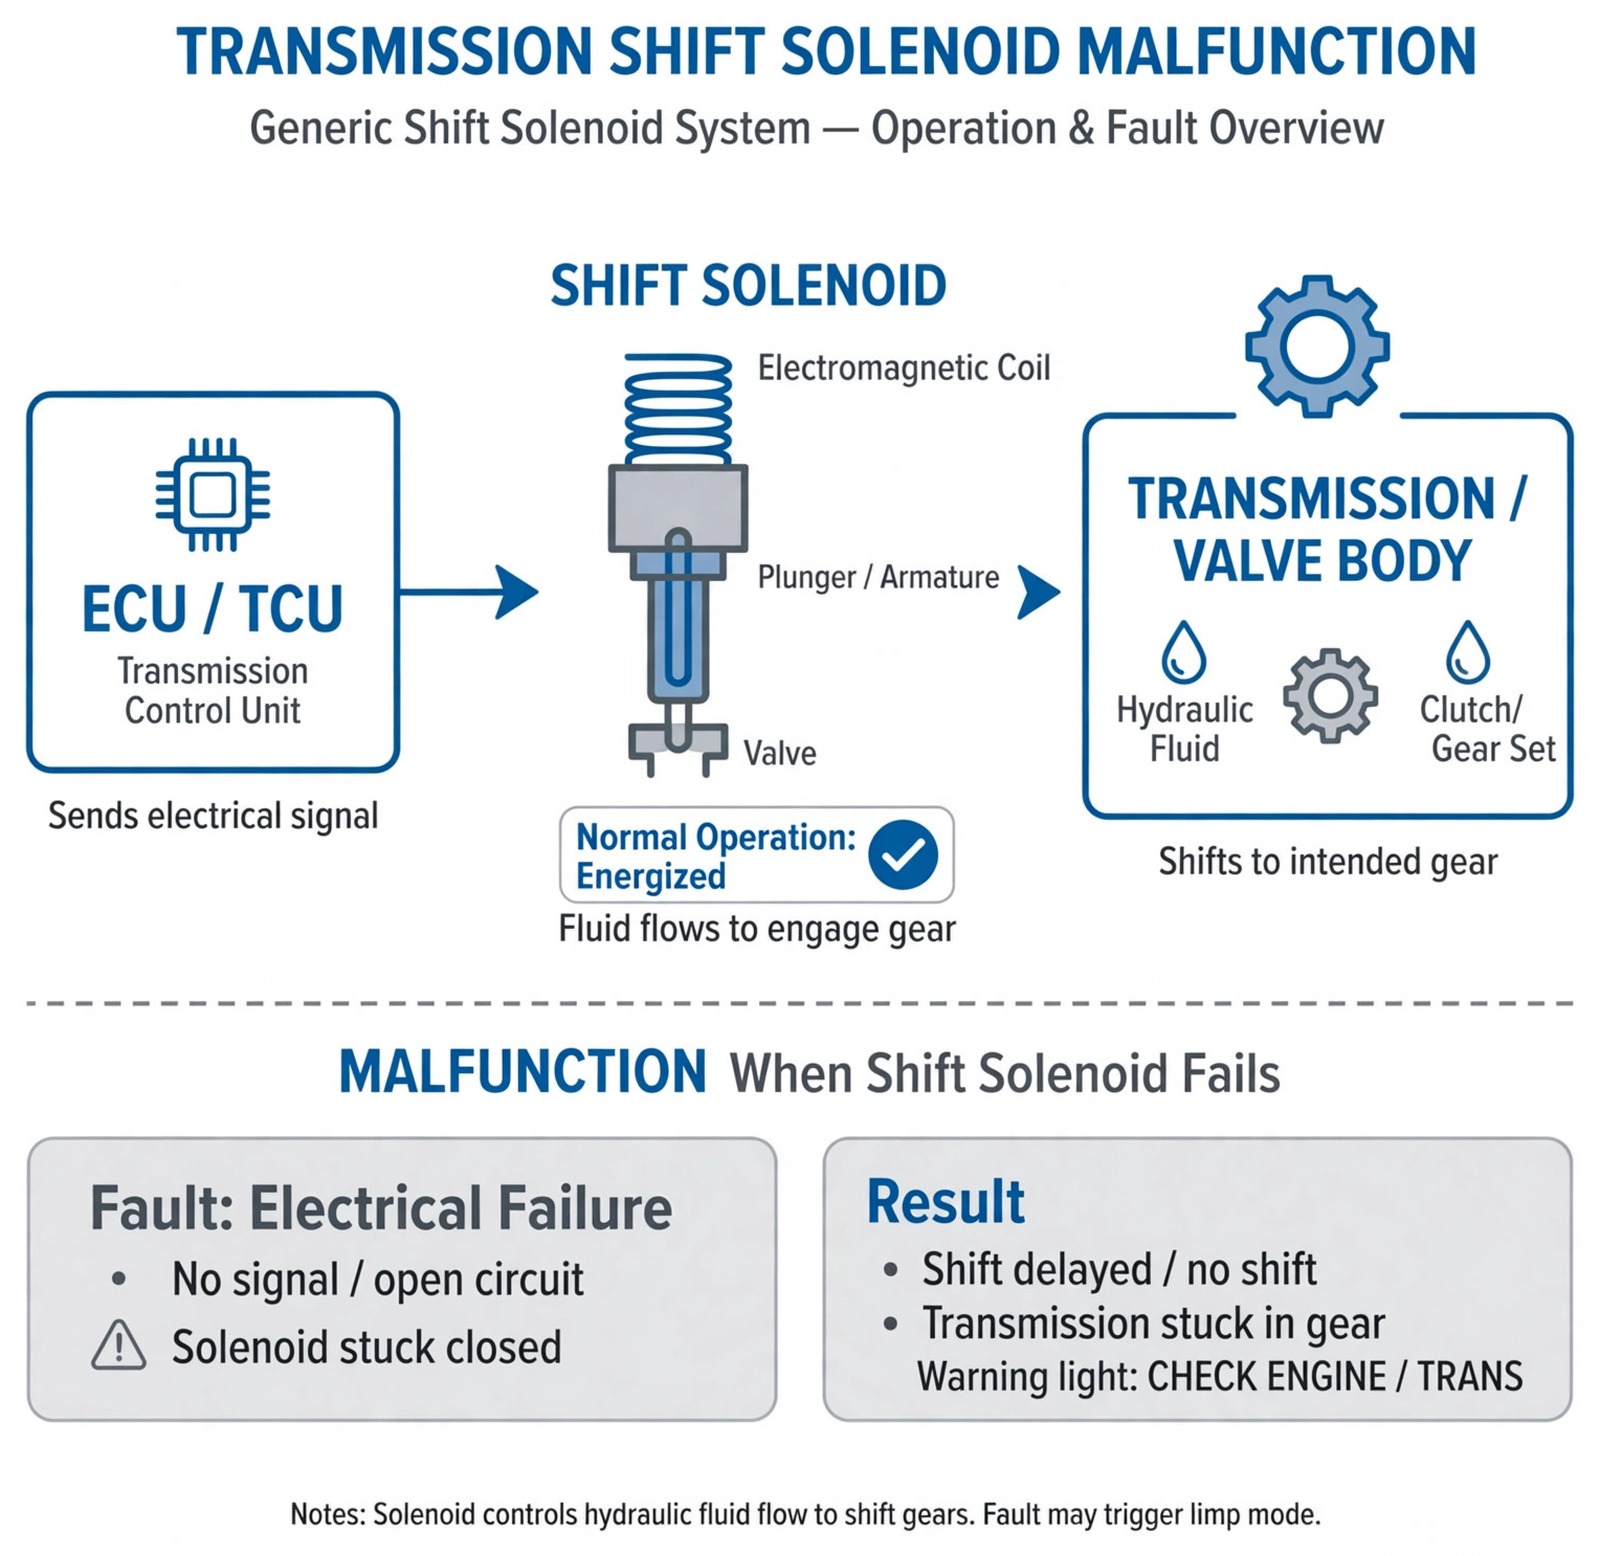 TRANSMISSION SHIFT SOLENOID MALFUNCTION
Generic Shift Solenoid System — Operation & Fault Overview
SHIFT SOLENOID
Electromagnetic Coil
Plunger / Armature
Valve
ECU / TCU
Transmission
Control Unit
Sends electrical signal
Normal Operation:
Energized
Fluid flows to engage gear
TRANSMISSION /
VALVE BODY
Hydraulic
Fluid
Clutch/
Gear Set
Shifts to intended gear
MALFUNCTION When Shift Solenoid Fails
Fault: Electrical Failure
• No signal / open circuit
Solenoid stuck closed
Result
• Shift delayed / no shift
• Transmission stuck in gear
Warning light: CHECK ENGINE / TRANS
Notes: Solenoid controls hydraulic fluid flow to shift gears. Fault may trigger limp mode.